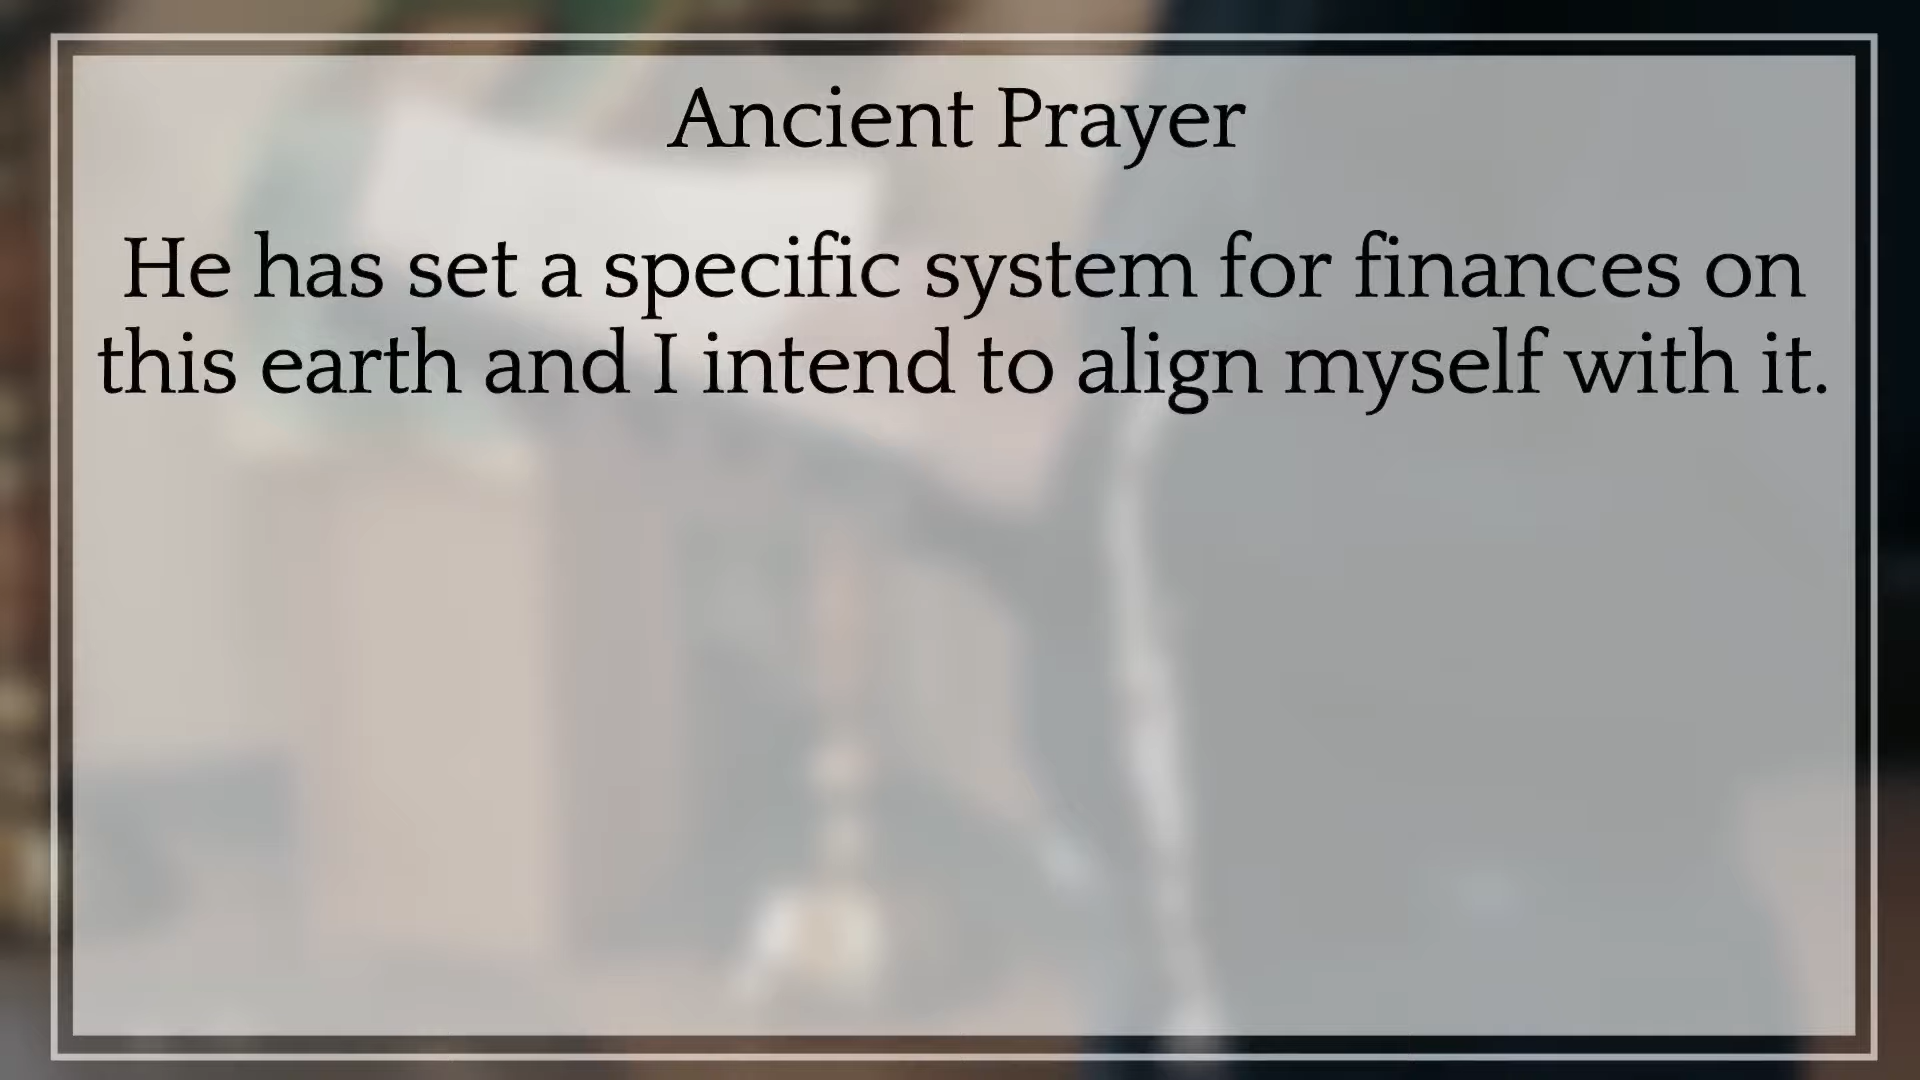 Ancient Prayer
He has set a specific system for finances on
this earth and I intend to align myself with it.